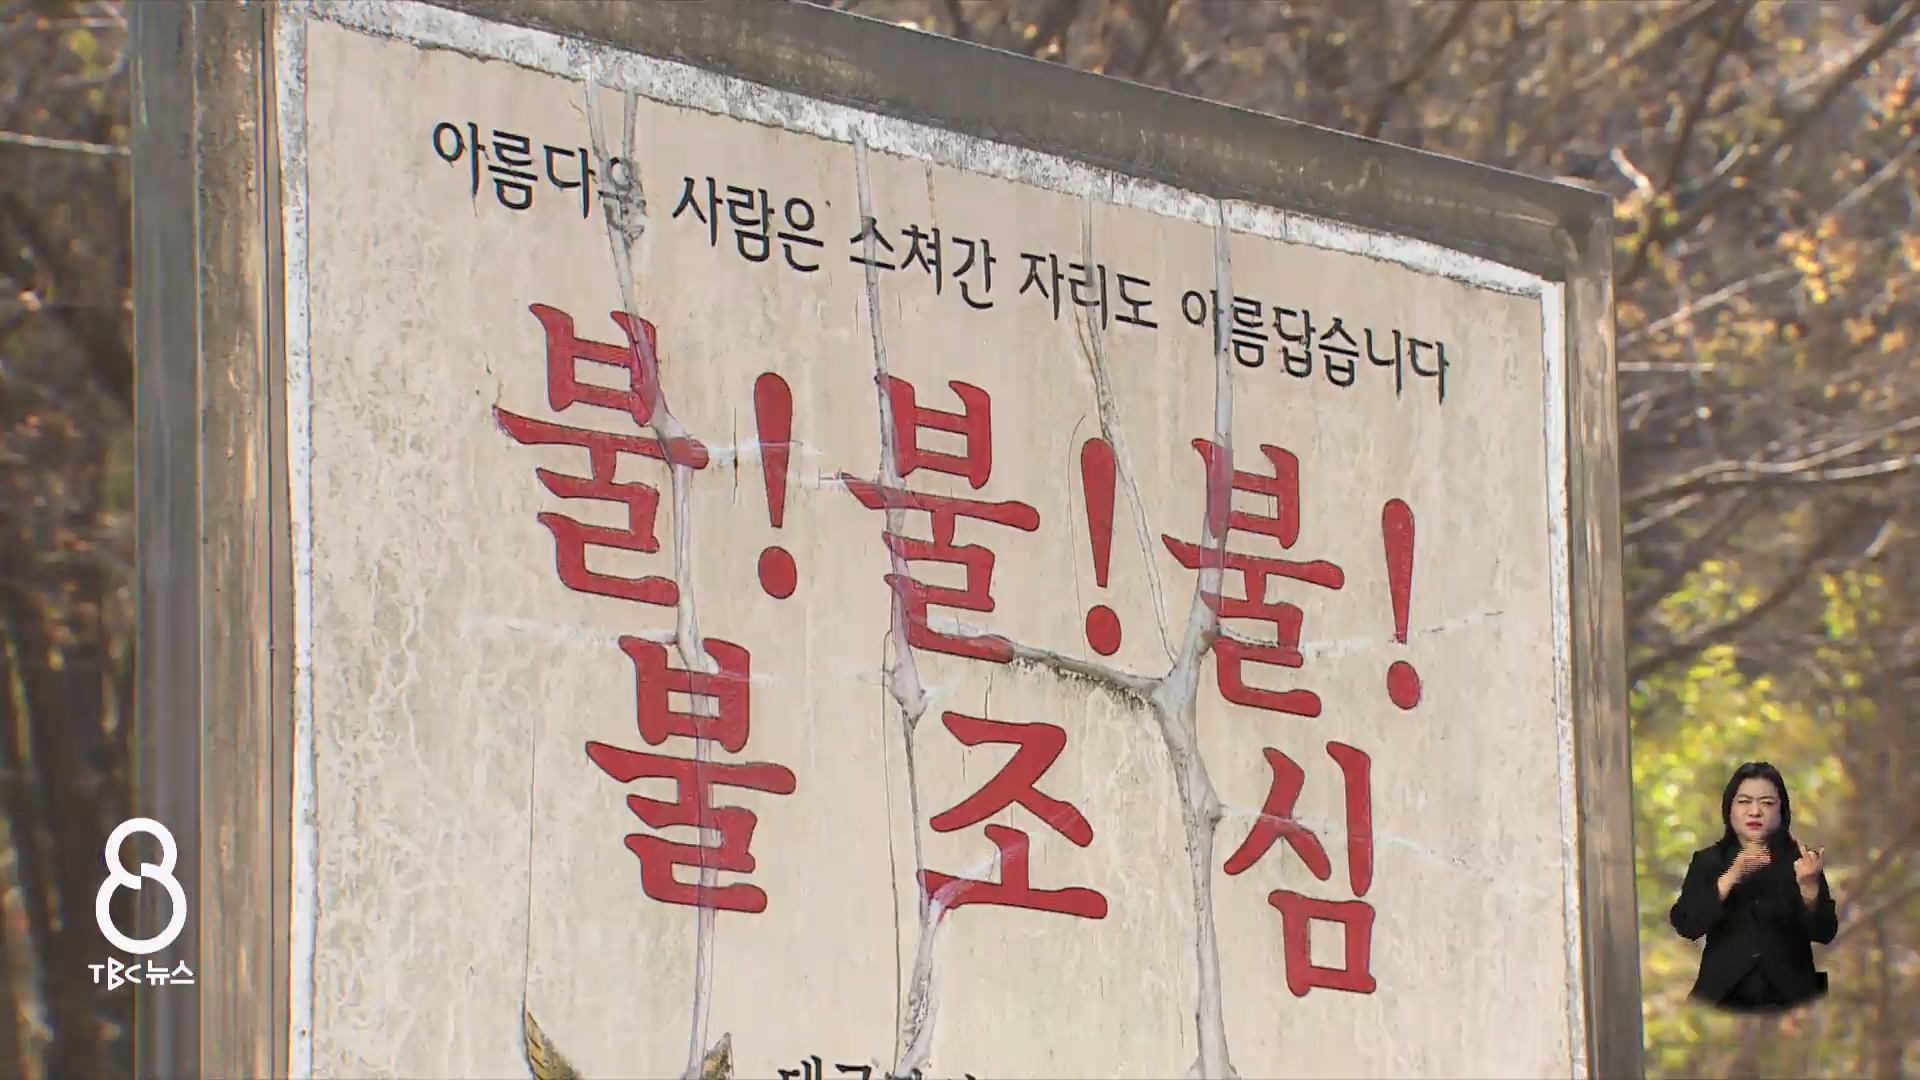 아름다운 사람은 스쳐간 자리도 아름답습니다
불! 불! 불!
불 조 심
8
TBC뉴스